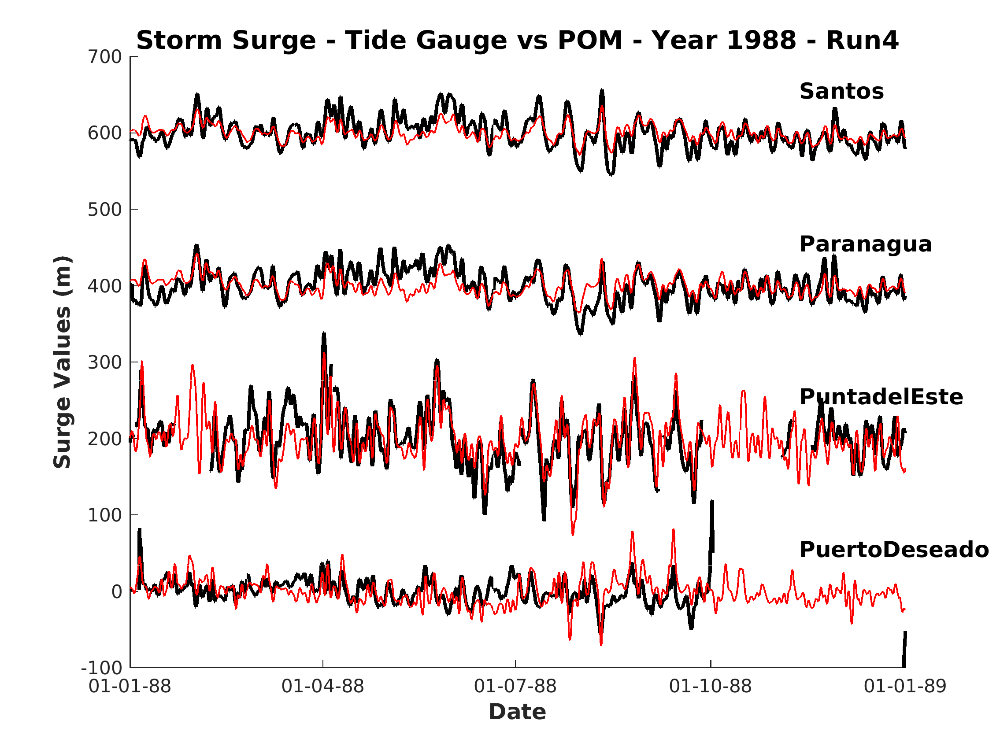 Storm Surge - Tide Gauge vs POM - Year 1988 - Run4
700
600
500
400
300
200
100
0
-100
Surge Values (m)
Santos
Paranagua
PuntadelEste
PuertoDeseado
01-01-88
01-04-88
01-07-88
01-10-88
01-01-89
Date